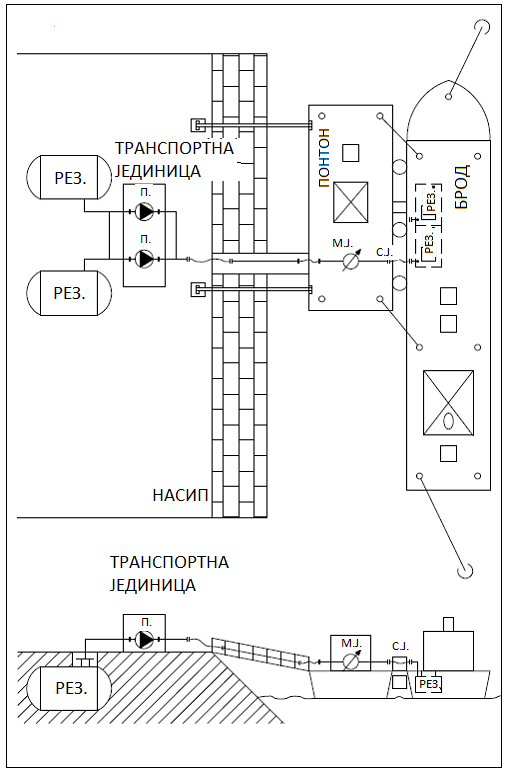 ТРАНСПОРТНА
ЈЕДИНИЦА
РЕЗ.
П.
П.
РЕЗ.
ПОНТОН
БРОД
РЕЗ.
РЕЗ.
М.Ј.
С.Ј.
НАСИП
ТРАНСПОРТНА
ЈЕДИНИЦА
П.
М.Ј.
С.Ј.
РЕЗ.
РЕЗ.